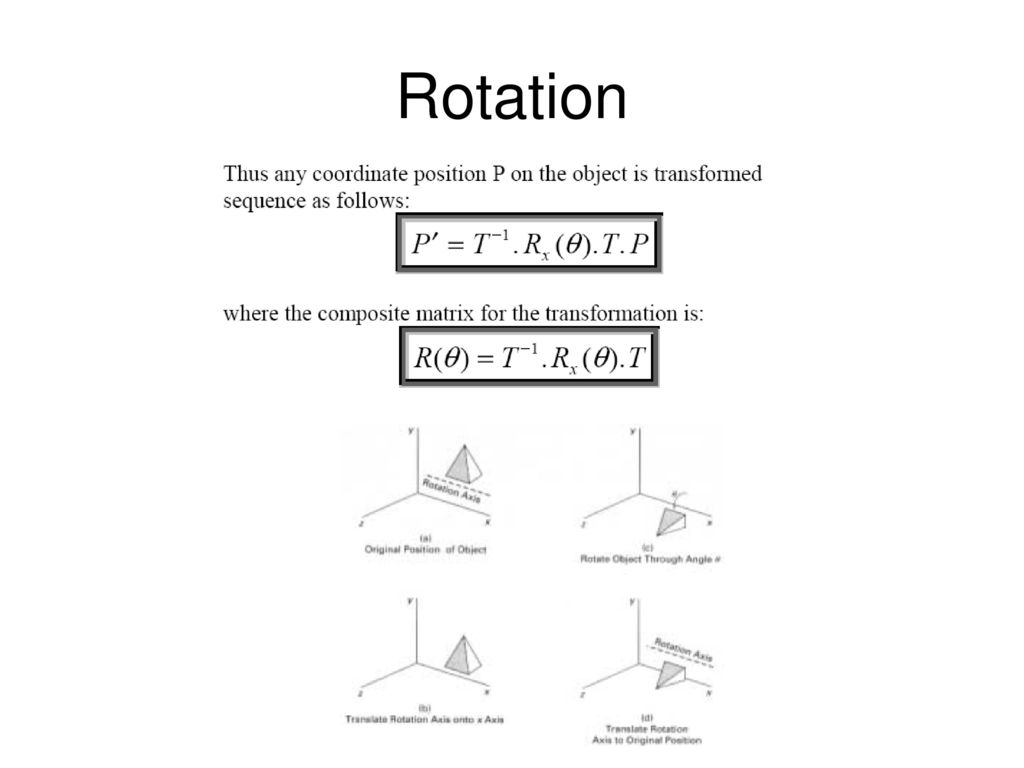 Rotation
Thus any coordinate position P on the object is transformed
sequence as follows:
P′ = T⁻¹ . Rₓ (θ). T . P
where the composite matrix for the transformation is:
R(θ) = T⁻¹ . Rₓ (θ). T
y
Rotation Axis
z
x
(a)
Original Position of Object
y
θ
z
x
(c)
Rotate Object Through Angle θ
y
z
x
(b)
Translate Rotation Axis onto x Axis
y
Rotation Axis
z
x
(d)
Translate Rotation
Axis to Original Position